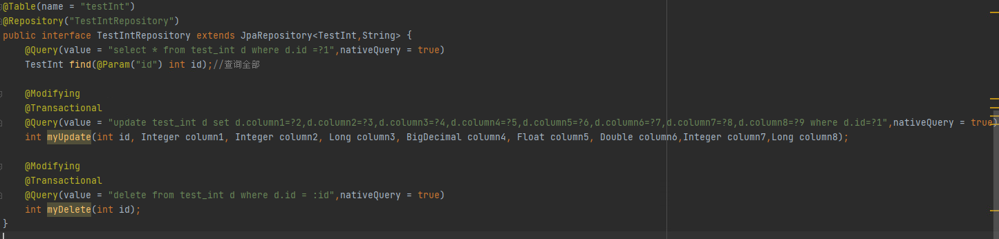 @Table(name = "testInt")
@Repository("TestIntRepository")
public interface TestIntRepository extends JpaRepository<TestInt,String> {
@Query(value = "select * from test_int d where d.id =?1",nativeQuery = true)
TestInt find(@Param("id") int id);//查询全部
@Modifying
@Transactional
@Query(value = "update test_int d set d.column1=?2,d.column2=?3,d.column3=?4,d.column4=?5,d.column5=?6,d.column6=?7,d.column7=?8,d.column8=?9 where d.id=?1",nativeQuery = true)
int myUpdate(int id, Integer column1, Integer column2, Long column3, BigDecimal column4, Float column5, Double column6,Integer column7,Long column8);
@Modifying
@Transactional
@Query(value = "delete from test_int d where d.id = :id",nativeQuery = true)
int myDelete(int id);
}